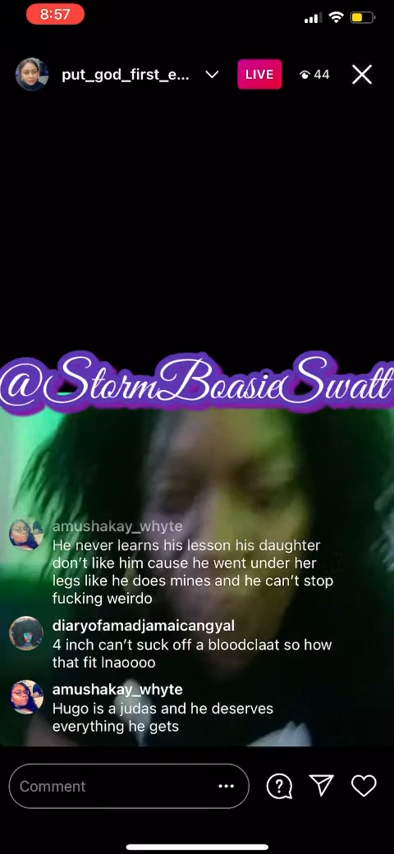 8:57
put_god_first_e...
LIVE
44
@StormBoasieSwatt
amushakay_whyte
He never learns his lesson his daughter
don't like him cause he went under her
legs like he does mines and he can't stop
fucking weirdo
diaryofamadjamaicangyal
4 inch can't suck off a bloodclaat so how
that fit lnaoooo
amushakay_whyte
Hugo is a judas and he deserves
everything he gets
Comment